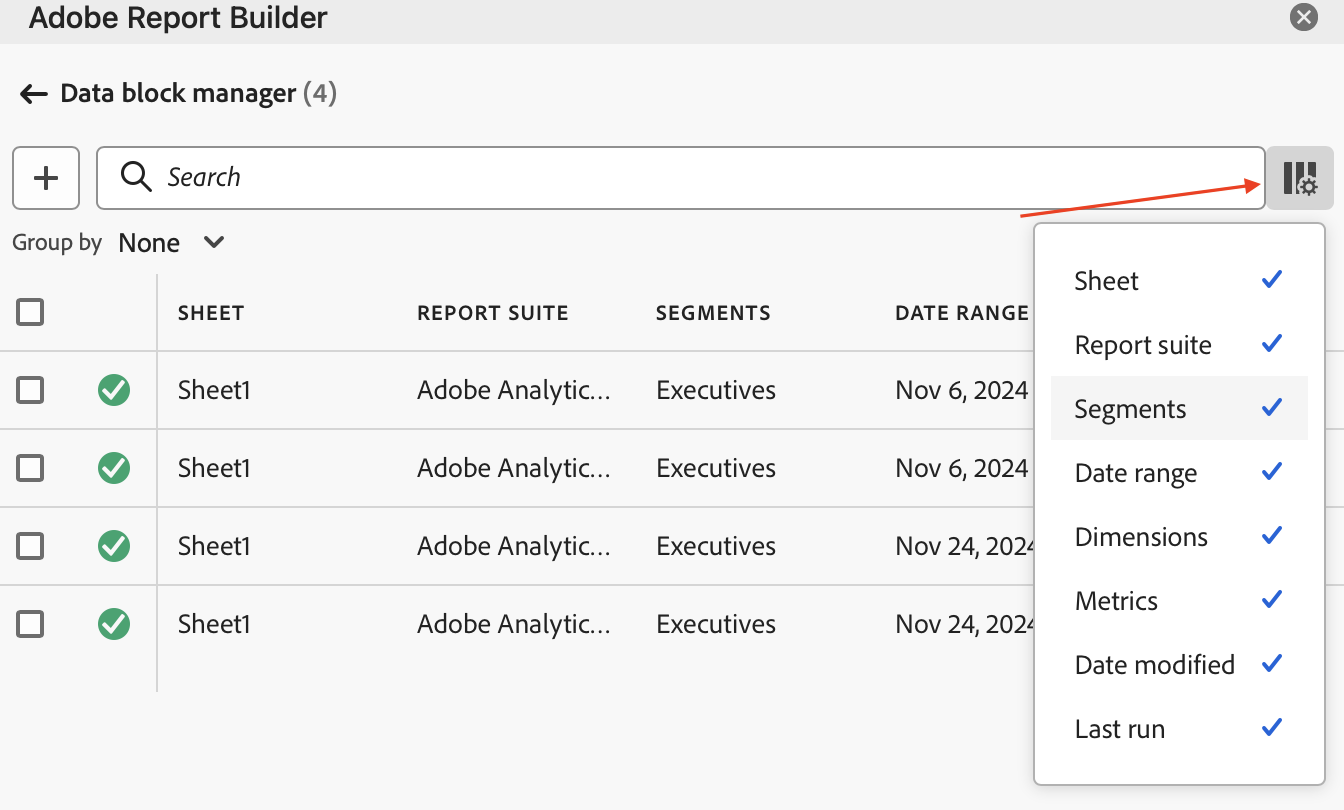 Adobe Report Builder
Data block manager (4)
Search
Group by None
SHEET REPORT SUITE SEGMENTS DATE RANGE
Sheet1 Adobe Analytic... Executives Nov 6, 2024
Sheet1 Adobe Analytic... Executives Nov 6, 2024
Sheet1 Adobe Analytic... Executives Nov 24, 2024
Sheet1 Adobe Analytic... Executives Nov 24, 2024
Sheet
Report suite
Segments
Date range
Dimensions
Metrics
Date modified
Last run